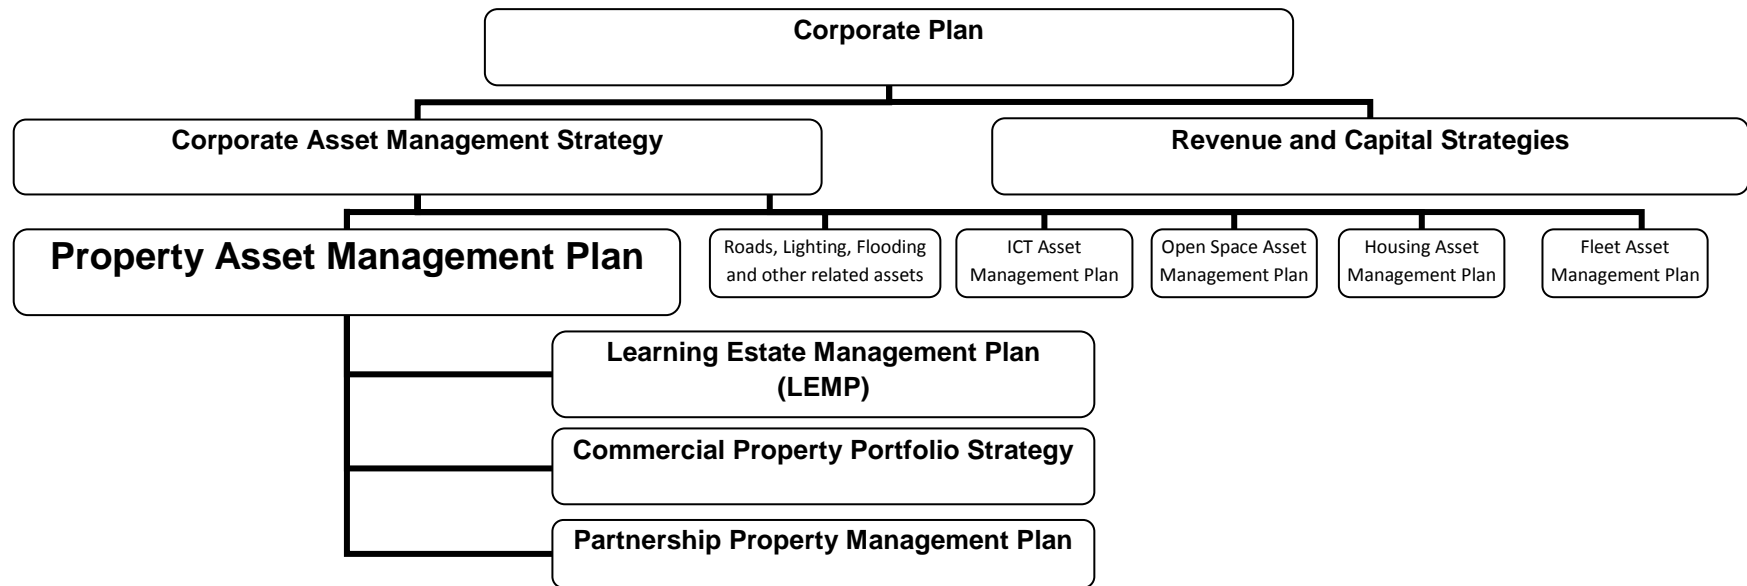 Corporate Plan
Corporate Asset Management Strategy
Revenue and Capital Strategies
Property Asset Management Plan
Roads, Lighting, Flooding
and other related assets
ICT Asset
Management Plan
Open Space Asset
Management Plan
Housing Asset
Management Plan
Fleet Asset
Management Plan
Learning Estate Management Plan
(LEMP)
Commercial Property Portfolio Strategy
Partnership Property Management Plan